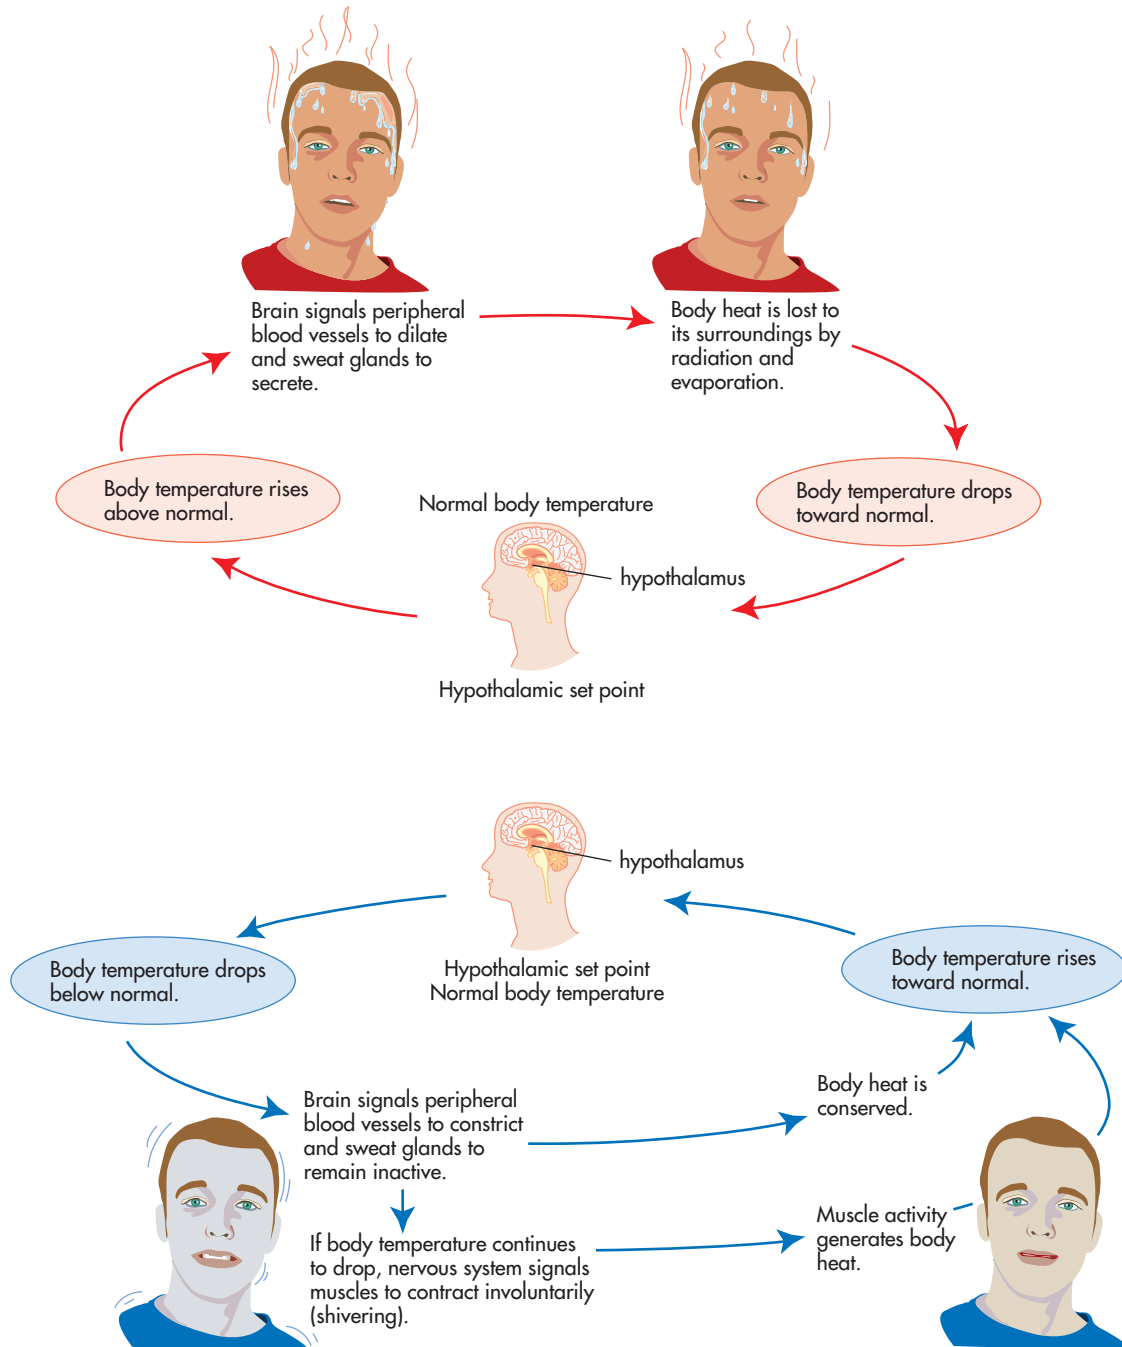 Brain signals peripheral
blood vessels to dilate
and sweat glands to
secrete.
Body heat is lost to
its surroundings by
radiation and
evaporation.
Body temperature rises
above normal.
Normal body temperature
hypothalamus
Hypothalamic set point
Body temperature drops
toward normal.
hypothalamus
Hypothalamic set point
Normal body temperature
Body temperature drops
below normal.
Body temperature rises
toward normal.
Brain signals peripheral
blood vessels to constrict
and sweat glands to
remain inactive.
Body heat is
conserved.
If body temperature continues
to drop, nervous system signals
muscles to contract involuntarily
(shivering).
Muscle activity
generates body
heat.